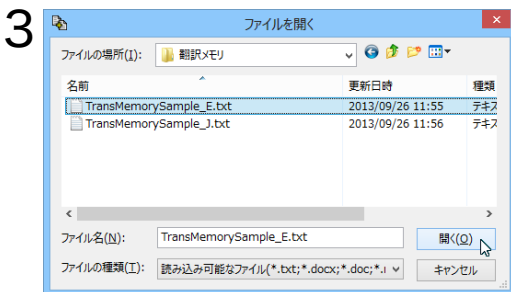 3
ファイルを開く
ファイルの場所(I): 翻訳メモリ
名前 更新日時 種類
TransMemorySample_E.txt 2013/09/26 11:55 テキス
TransMemorySample_J.txt 2013/09/26 11:56 テキス
ファイル名(N): TransMemorySample_E.txt 開く(O)
ファイルの種類(T): 読み込み可能なファイル(*.txt;*.docx;*.doc;*.r キャンセル